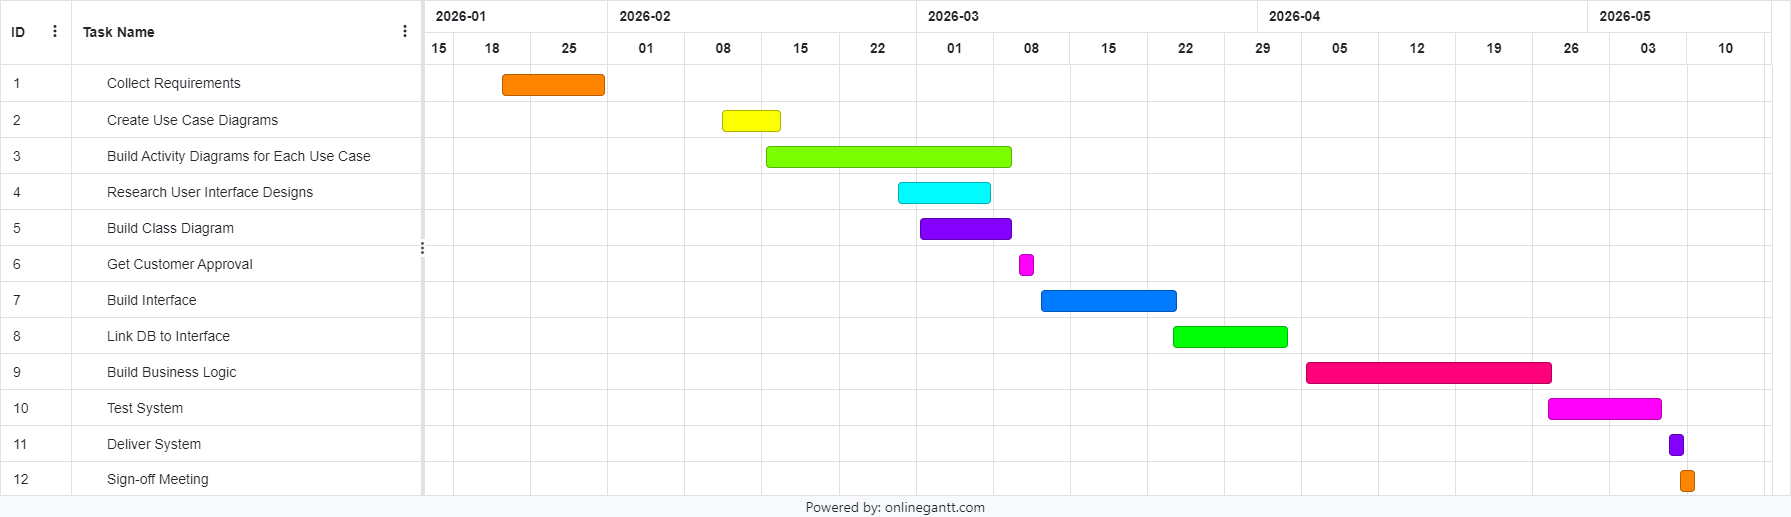 ID
Task Name
2026-01 2026-02 2026-03 2026-04 2026-05
15 18 25 01 08 15 22 01 08 15 22 29 05 12 19 26 03 10
1 Collect Requirements
2 Create Use Case Diagrams
3 Build Activity Diagrams for Each Use Case
4 Research User Interface Designs
5 Build Class Diagram
6 Get Customer Approval
7 Build Interface
8 Link DB to Interface
9 Build Business Logic
10 Test System
11 Deliver System
12 Sign-off Meeting
Powered by: onlinegantt.com